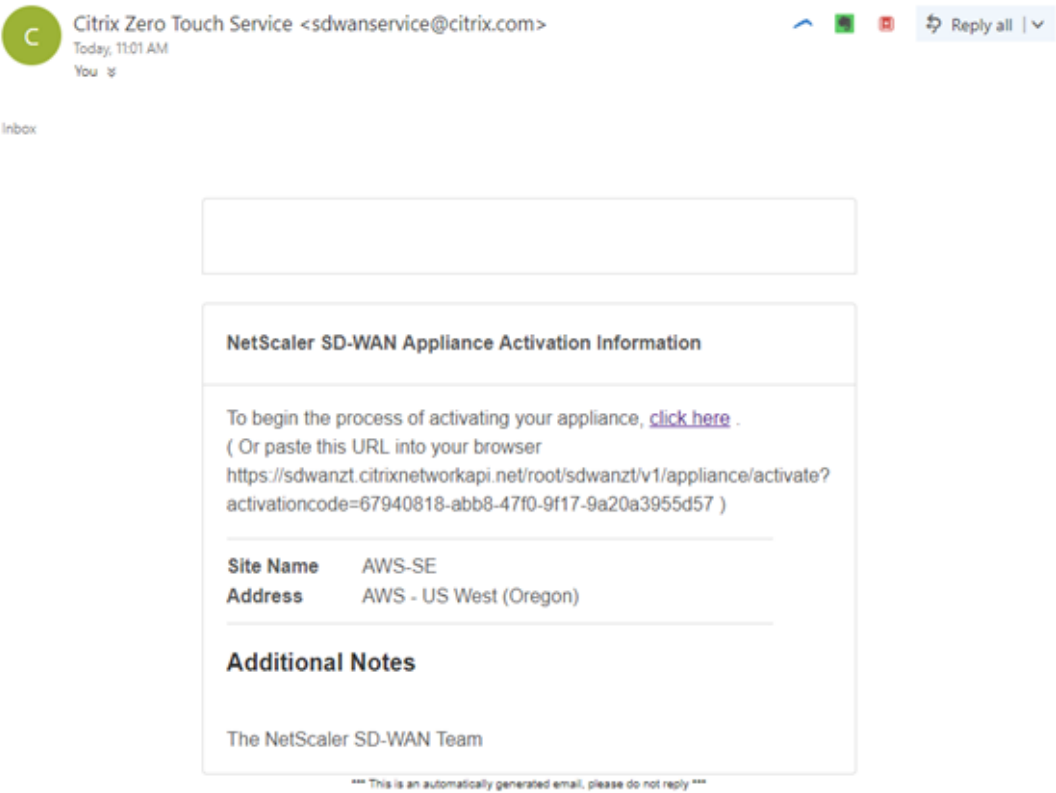 C
Citrix Zero Touch Service <sdwanservice@citrix.com>
Reply all
Today, 11:01 AM
You
Inbox
NetScaler SD-WAN Appliance Activation Information
To begin the process of activating your appliance, click here .
( Or paste this URL into your browser
https://sdwanzt.citrixnetworkapi.net/root/sdwanzt/v1/appliance/activate?
activationcode=67940818-abb8-47f0-9f17-9a20a3955d57 )
Site Name AWS-SE
Address AWS - US West (Oregon)
Additional Notes
The NetScaler SD-WAN Team
*** This is an automatically generated email, please do not reply ***